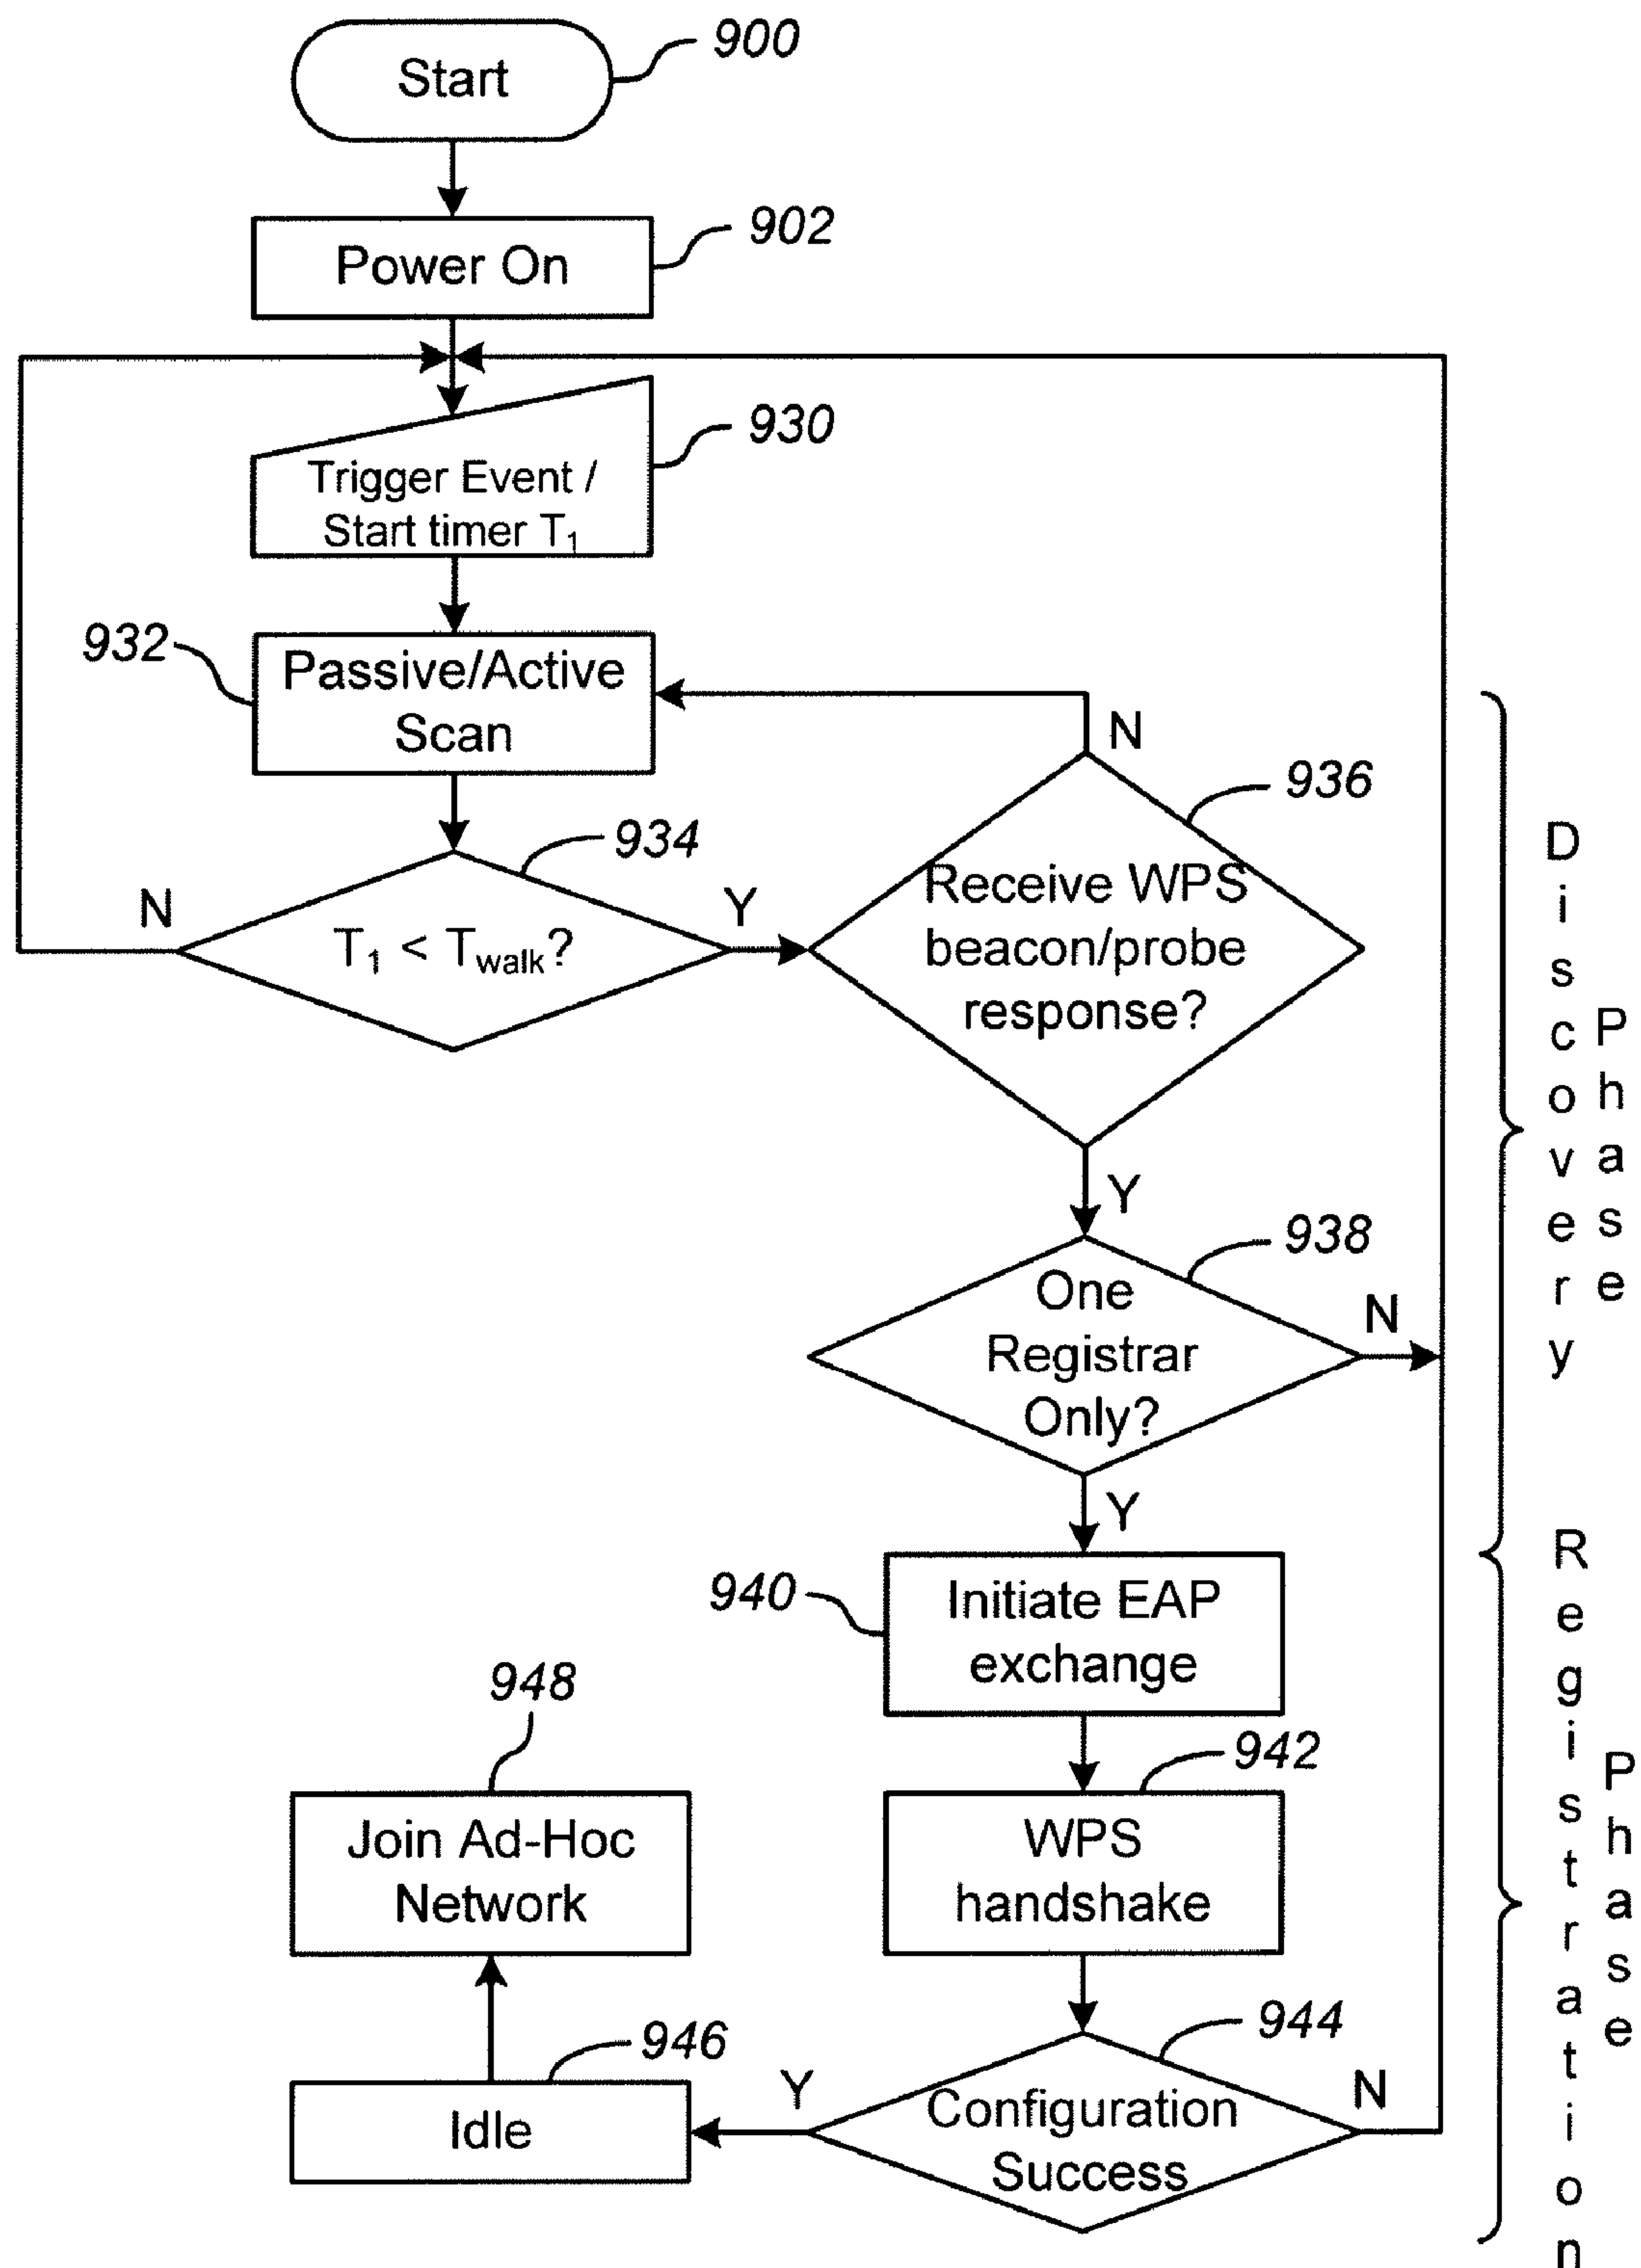 Start
900
Power On
902
Trigger Event /
Start timer T₁
930
932
Passive/Active
Scan
N
936
934
N
T₁ < Twalk?
Y
Receive WPS
beacon/probe
response?
Y
938
One
Registrar
Only?
N
Y
Discovery
Phase
940
Initiate EAP
exchange
948
Join Ad-Hoc
Network
942
WPS
handshake
946
Idle
944
Y
Configuration
Success
N
Registration
Phase